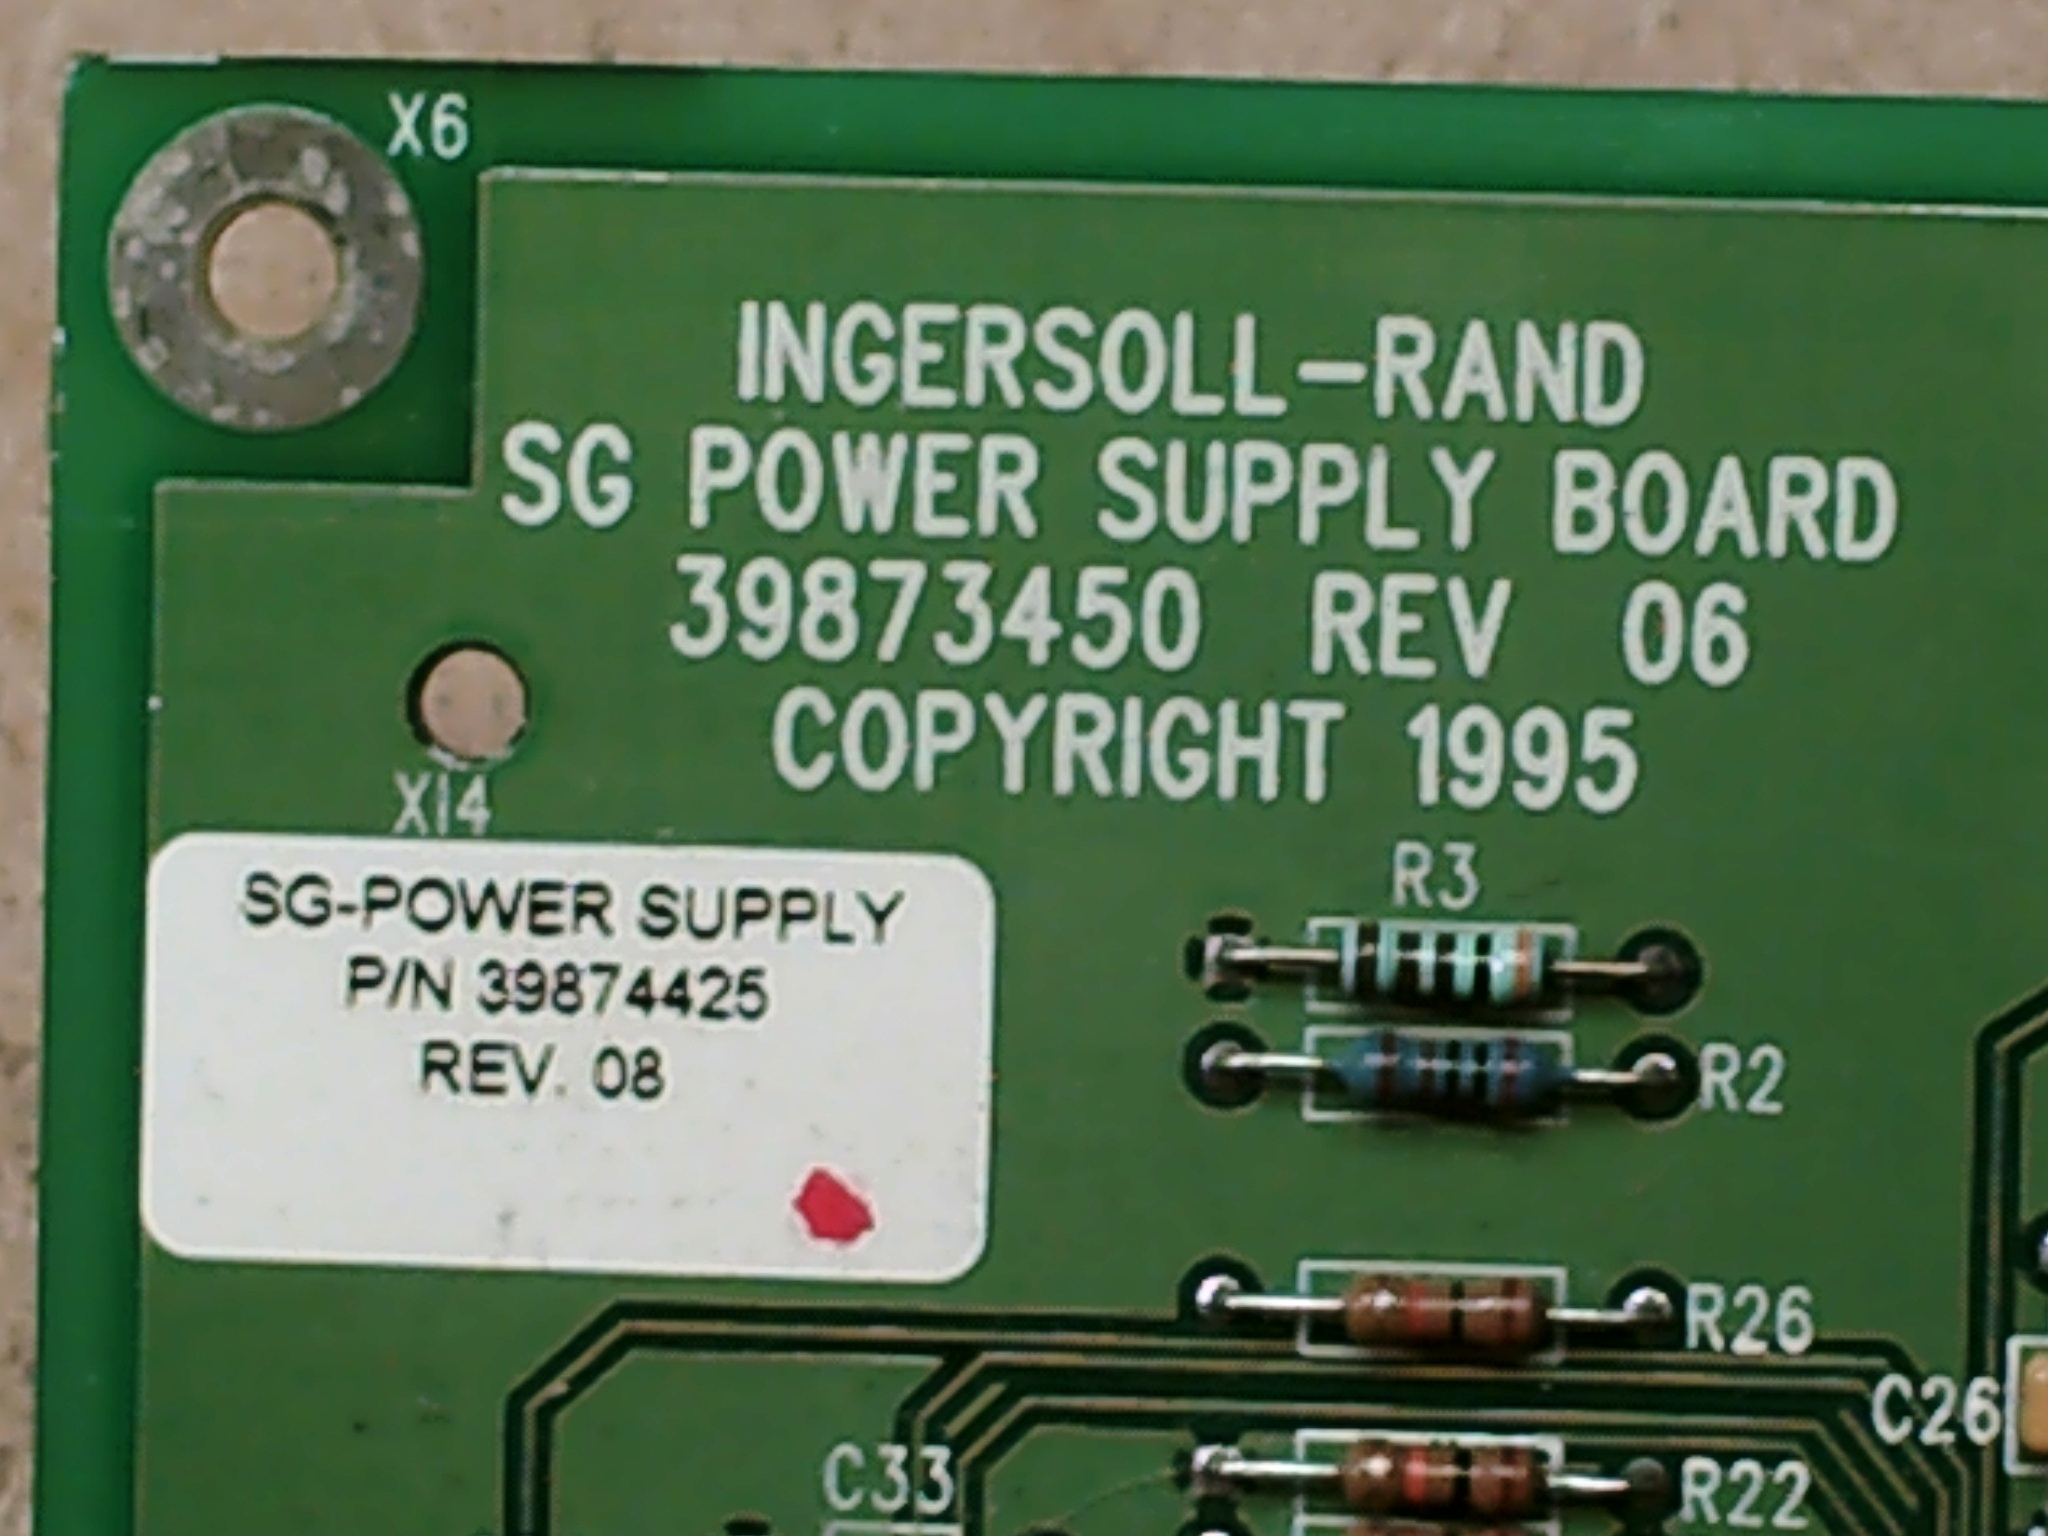 X6
INGERSOLL-RAND
SG POWER SUPPLY BOARD
39873450 REV 06
COPYRIGHT 1995
X14
SG-POWER SUPPLY
P/N 39874425
REV. 08
R3
R2
R26
C26
C33
R22